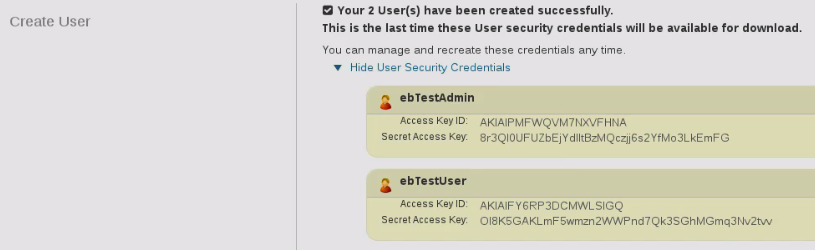 Create User
Your 2 User(s) have been created successfully.
This is the last time these User security credentials will be available for download.
You can manage and recreate these credentials any time.
Hide User Security Credentials
ebTestAdmin
Access Key ID: AKIAIPMFWQVM7NXVFHNA
Secret Access Key:
ebTestUser
Access Key ID: AKIAIFY6RP3DCMWLSIGQ
Secret Access Key: